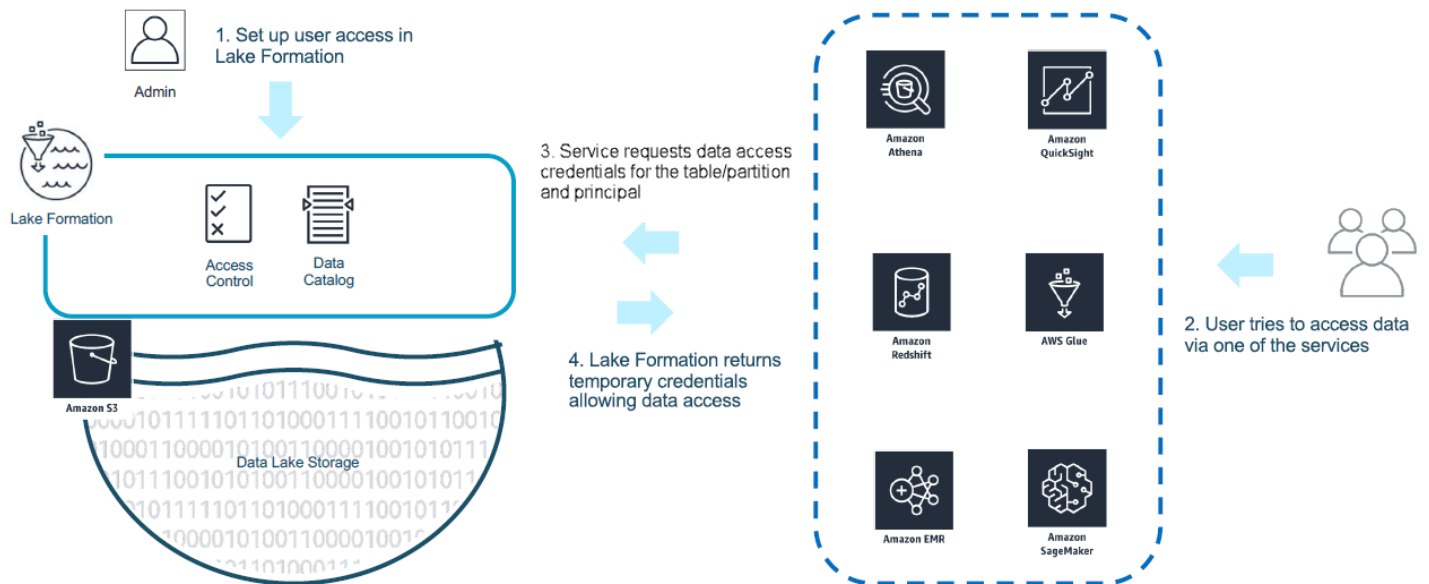 1. Set up user access in
Lake Formation
Admin
Lake Formation
Access
Control
Data
Catalog
3. Service requests data access
credentials for the table/partition
and principal
4. Lake Formation returns
temporary credentials
allowing data access
Amazon S3
Data Lake Storage
Amazon
Athena
Amazon
QuickSight
Amazon
Redshift
AWS Glue
Amazon EMR
Amazon
SageMaker
2. User tries to access data
via one of the services